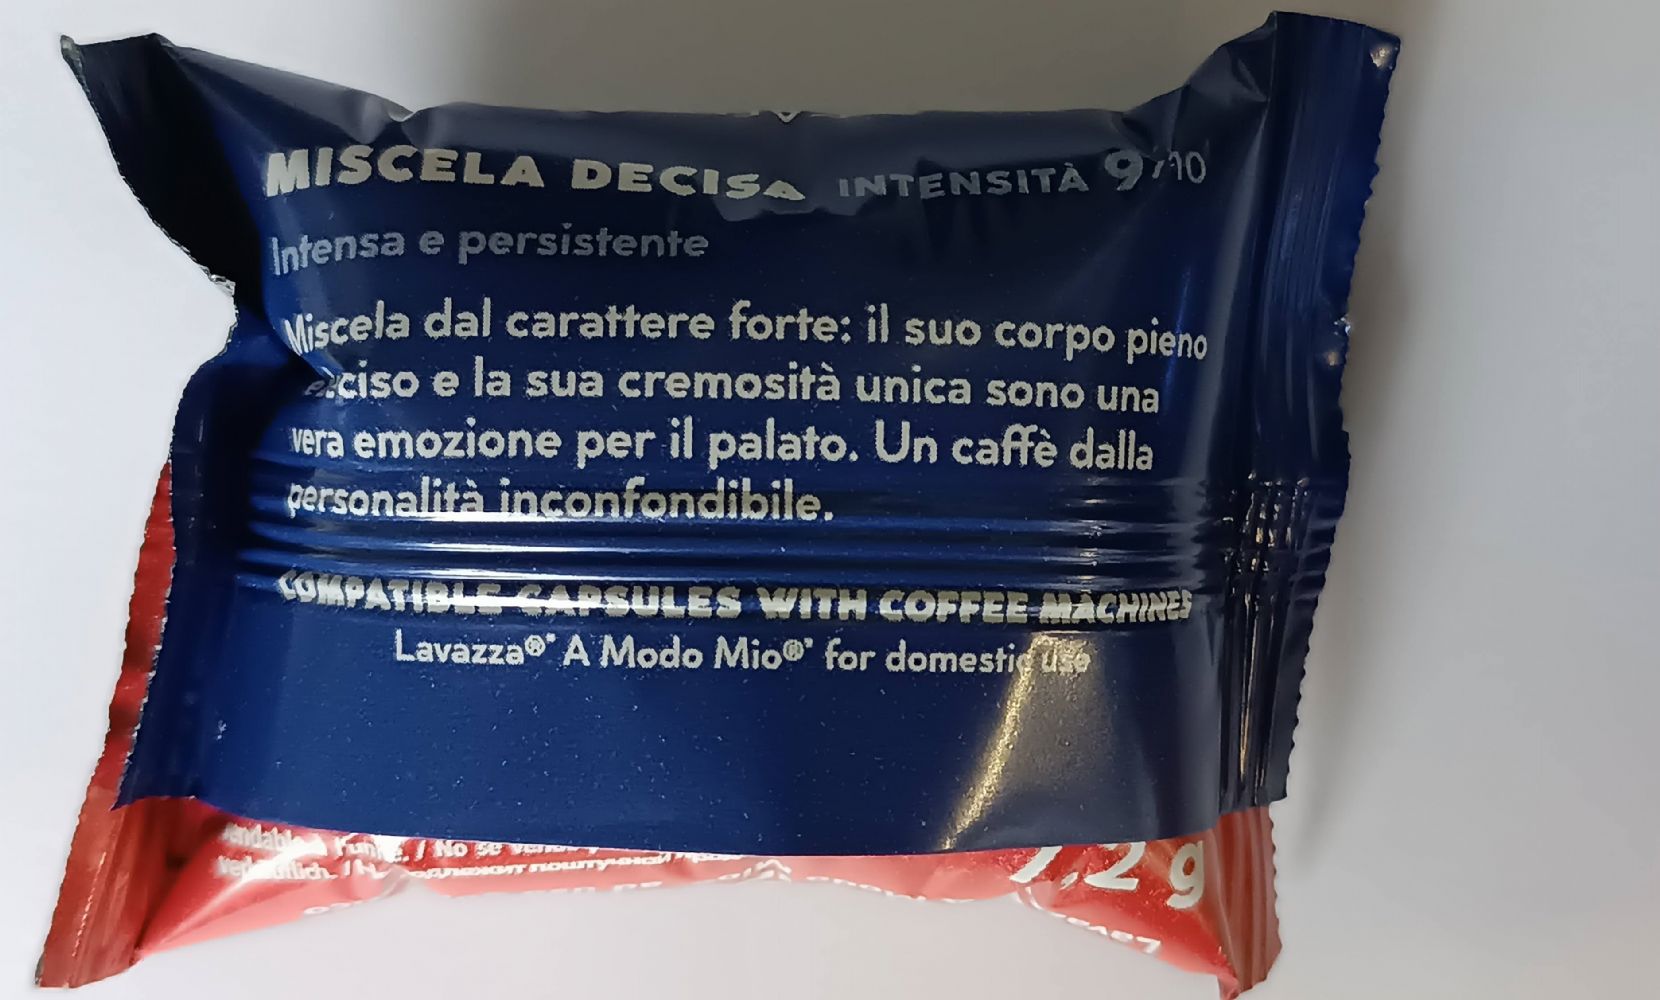 MISCELA DECISA INTENSITÀ 9/10
Intensa e persistente
Miscela dal carattere forte: il suo corpo pieno
e la sua cremosità unica sono una
vera emozione per il palato. Un caffè dalla
personalità inconfondibile.
COMPATIBLE CAPSULES WITH COFFEE MACHINES
Lavazza®* A Modo Mio®* for domestic use
/ No se
7,2 g